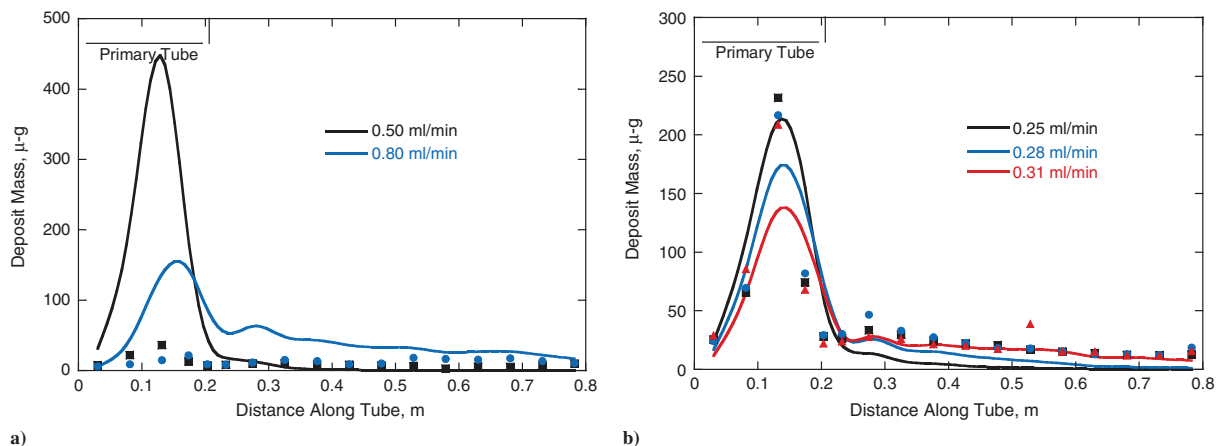 500
400
300
200
100
0
Deposit Mass, μ-g
Primary Tube
0.50 ml/min
0.80 ml/min
0 0.1 0.2 0.3 0.4 0.5 0.6 0.7 0.8
Distance Along Tube, m
a)
300
250
200
150
100
50
0
Deposit Mass, μ-g
Primary Tube
0.25 ml/min
0.28 ml/min
0.31 ml/min
0 0.1 0.2 0.3 0.4 0.5 0.6 0.7 0.8
Distance Along Tube, m
b)